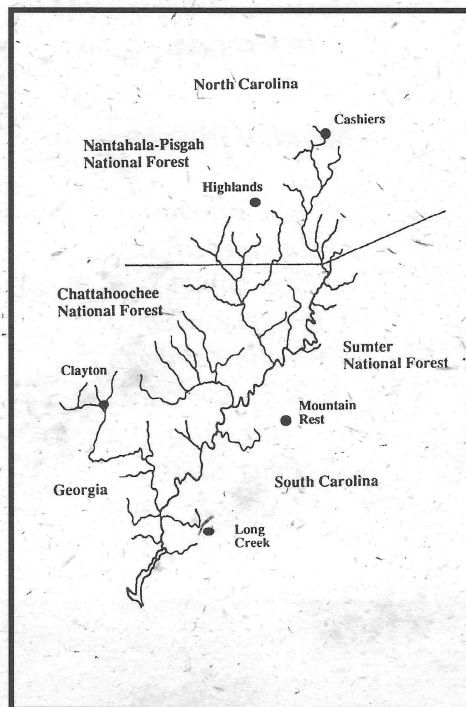 North Carolina
Cashiers
Nantahala-Pisgah
National Forest
Highlands
Chattahoochee
National Forest
Sumter
National Forest
Clayton
Mountain
Rest
Georgia
South Carolina
Long
Creek